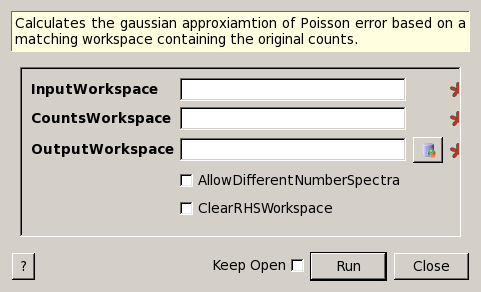 Calculates the gaussian approxiamtion of Poisson error based on a
matching workspace containing the original counts.
InputWorkspace
CountsWorkspace
OutputWorkspace
AllowDifferentNumberSpectra
ClearRHSWorkspace
? Keep Open Run Close